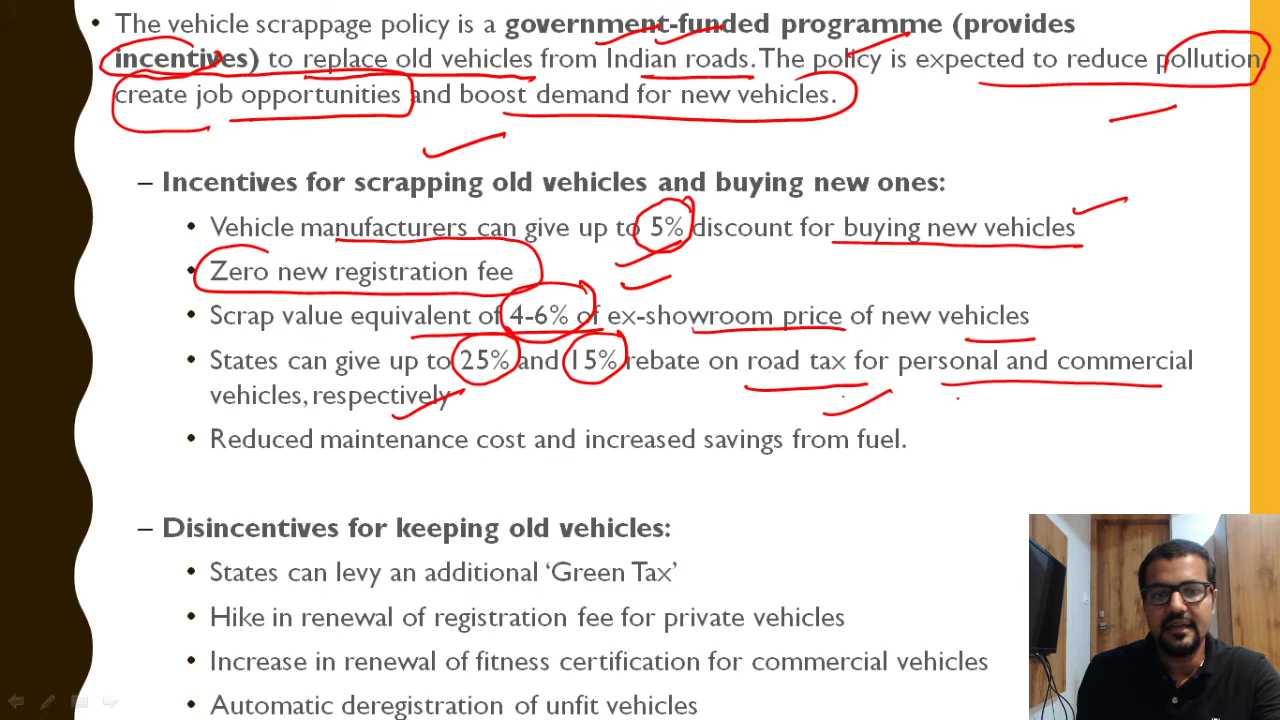 • The vehicle scrappage policy is a government-funded programme (provides
incentives) to replace old vehicles from Indian roads. The policy is expected to reduce pollution,
create job opportunities and boost demand for new vehicles.
– Incentives for scrapping old vehicles and buying new ones:
• Vehicle manufacturers can give up to 5% discount for buying new vehicles
• Zero new registration fee
• Scrap value equivalent of 4-6% of ex-showroom price of new vehicles
• States can give up to 25% and 15% rebate on road tax for personal and commercial
vehicles, respectively
• Reduced maintenance cost and increased savings from fuel.
– Disincentives for keeping old vehicles:
• States can levy an additional ‘Green Tax’
• Hike in renewal of registration fee for private vehicles
• Increase in renewal of fitness certification for commercial vehicles
• Automatic deregistration of unfit vehicles